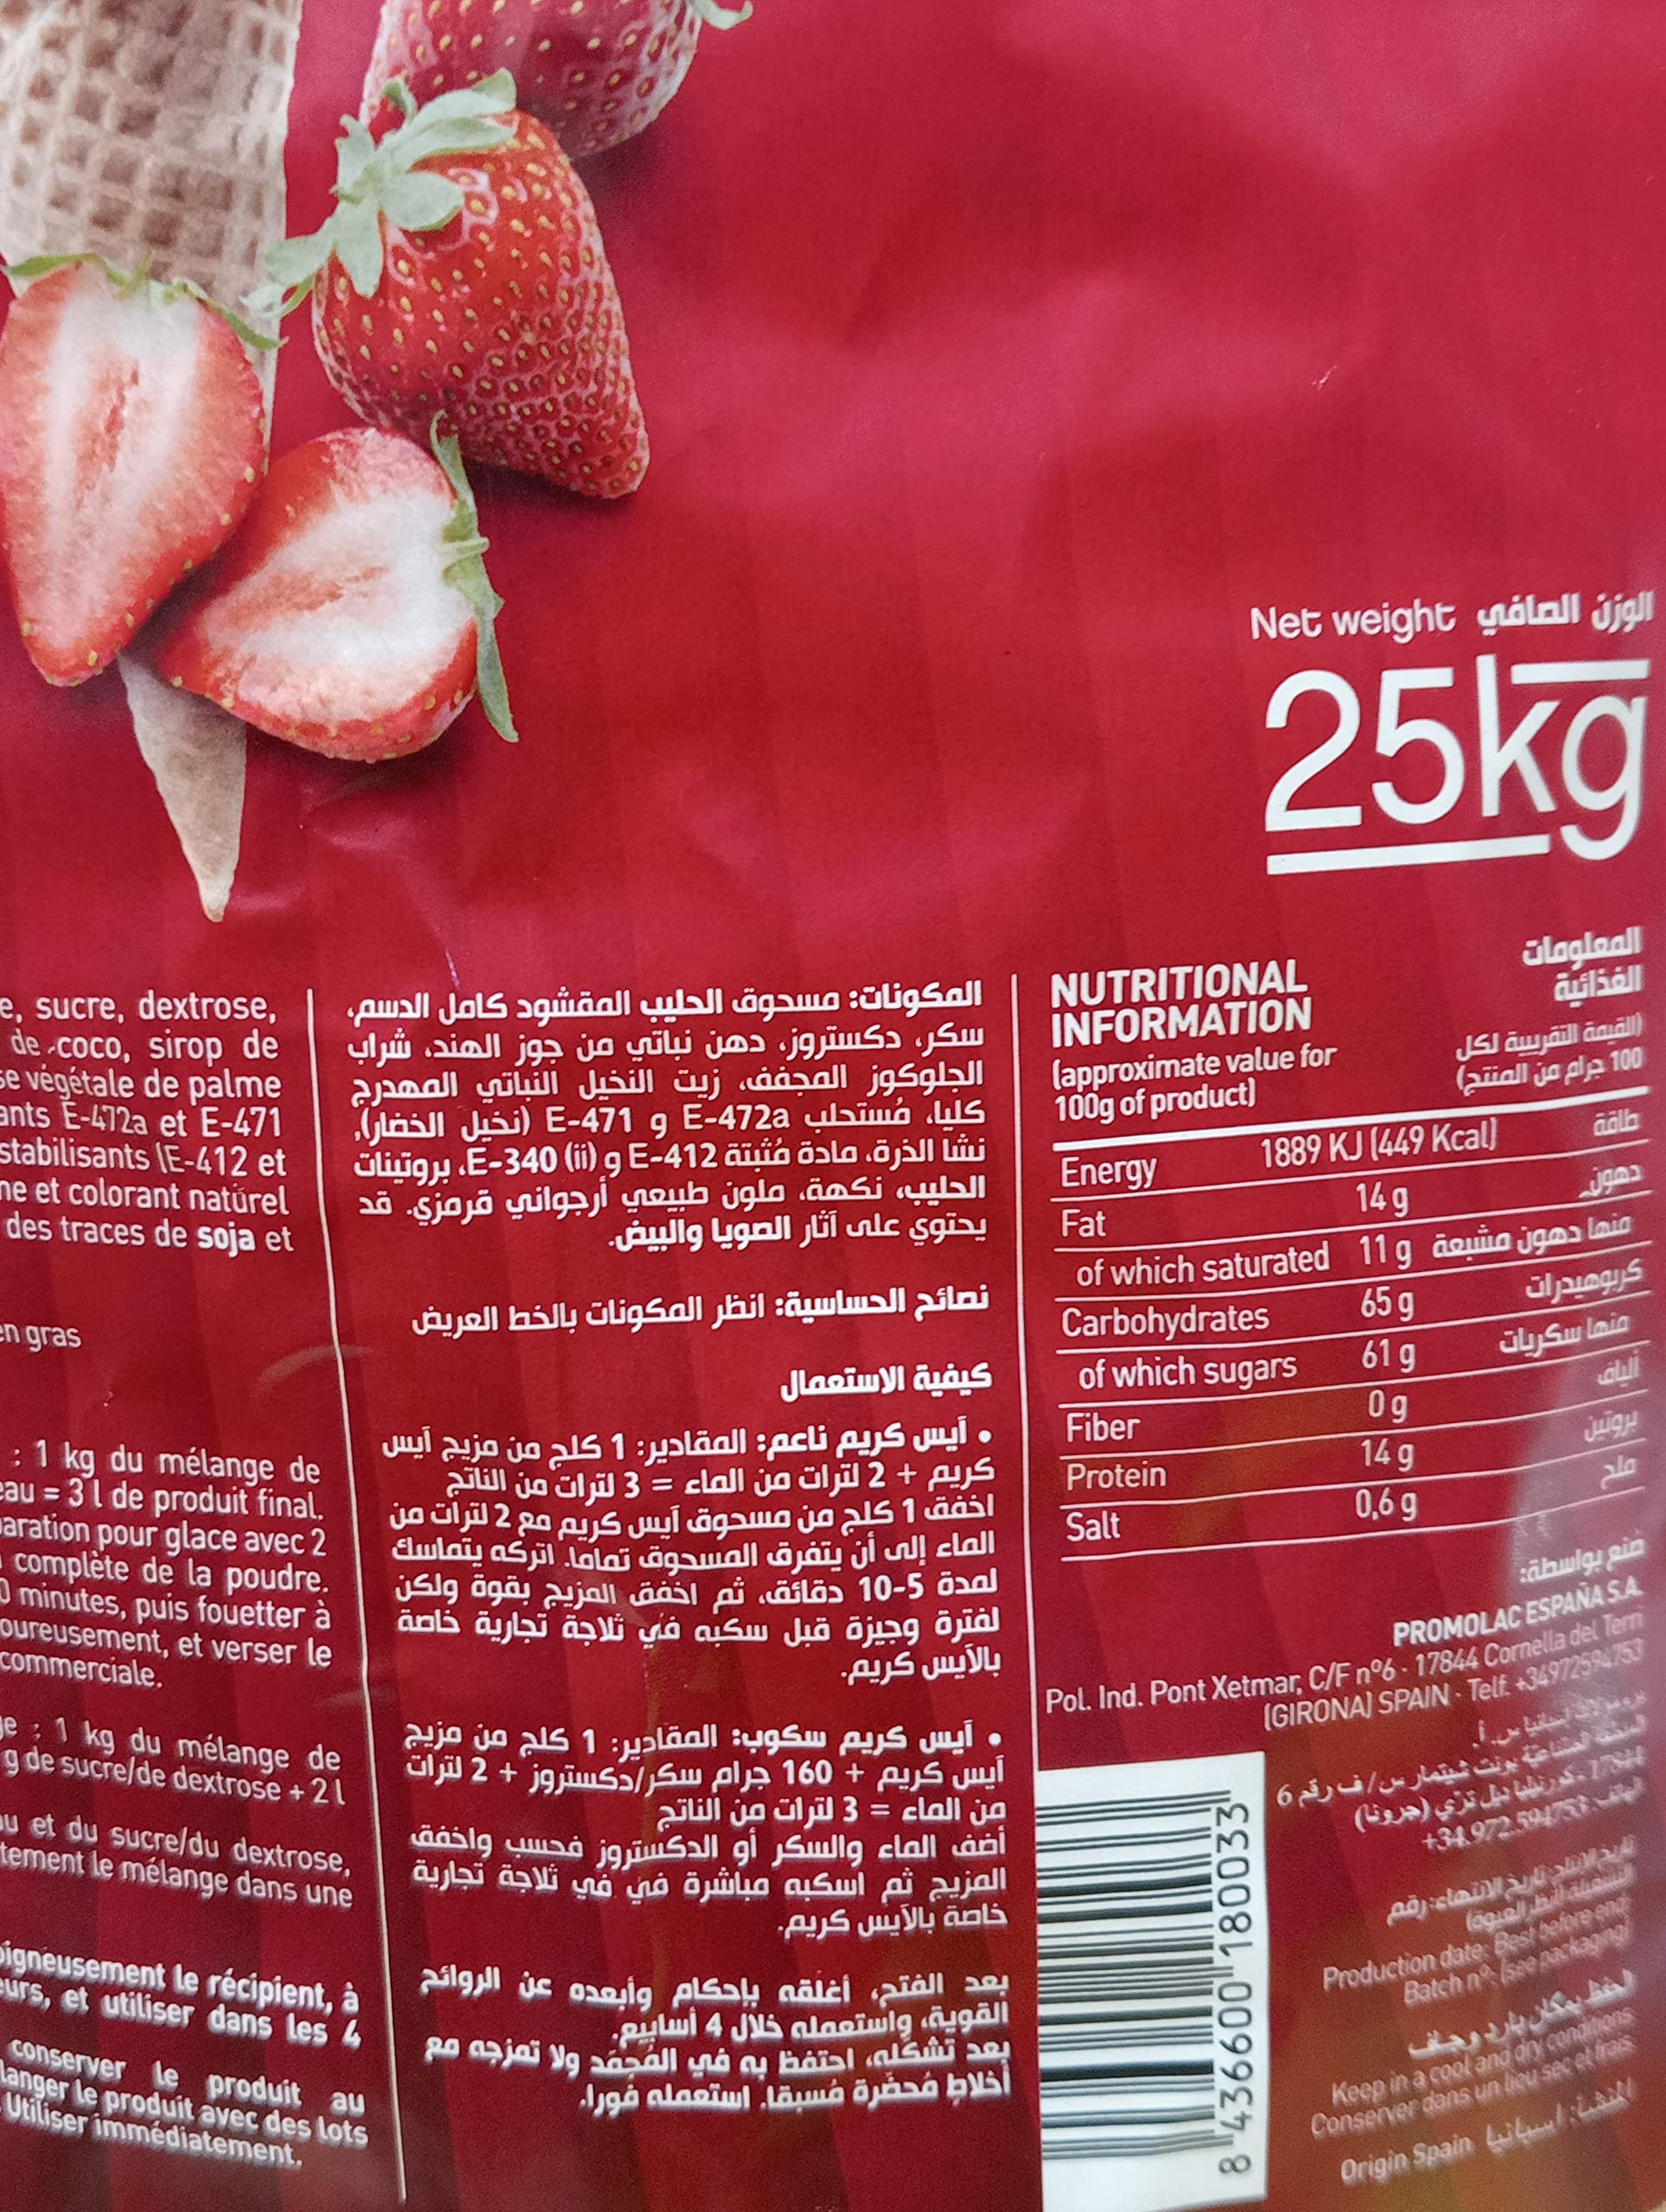 Net weight الوزن الصافي
25kg
e, sucre, dextrose,
de coco, sirop de
se végétale de palme
ants E-472a et E-471
stabilisants (E-412 et
me et colorant naturel
des traces de soja et
en gras
: 1 kg du mélange de
eau = 3 l de produit final.
paration pour glace avec 2
complète de la poudre.
0 minutes, puis fouetter à
oureusement, et verser le
commerciale.
ge : 1 kg du mélange de
g de sucre/de dextrose + 2 l
au et du sucre/du dextrose,
tement le mélange dans une
oigneusement le récipient, à
eurs, et utiliser dans les 4
conserver le produit au
langer le produit avec des lots
Utiliser immédiatement.
المكونات: مسحوق الحليب المقشود كامل الدسم،
سكر، دكستروز، دهن نباتي من جوز الهند، شراب
الجلوكوز المجفف، زيت النخيل النباتي المهدرج
كليا، مُستحلب E-472a و E-471 (نخيل الخضار)،
نشا الذرة، مادة مُثبتة E-412 و E-340 (ii)، بروتينات
الحليب، نكهة، ملون طبيعي أرجواني قرمزي. قد
يحتوي على آثار الصويا والبيض.
نصائح الحساسية: انظر المكونات بالخط العريض
كيفية الاستعمال
• آيس كريم ناعم: المقادير: 1 كلج من مزيج آيس
كريم + 2 لترات من الماء = 3 لترات من الناتج
اخفق 1 كلج من مسحوق آيس كريم مع 2 لترات من
الماء إلى أن يتفرق المسحوق تماما. اتركه يتماسك
لمدة 5-10 دقائق، ثم اخفق المزيج بقوة ولكن
لفترة وجيزة قبل سكبه في ثلاجة تجارية خاصة
بالآيس كريم.
• آيس كريم سكوب: المقادير: 1 كلج من مزيج
آيس كريم + 160 جرام سكر/دكستروز + 2 لترات
من الماء = 3 لترات من الناتج
أضف الماء والسكر أو الدكستروز فحسب واخفق
المزيج ثم اسكبه مباشرة في في ثلاجة تجارية
خاصة بالآيس كريم.
بعد الفتح، أغلقه بإحكام وأبعده عن الروائح
القوية، واستعمله خلال 4 أسابيع.
بعد تشكله، احتفظ به في المُجمّد ولا تمزجه مع
أخلاط مُحضّرة مُسبقا. استعمله فورا.
NUTRITIONAL
INFORMATION
(approximate value for
100g of product)
المعلومات
الغذائية
(القيمة التقريبية لكل
100 جرام من المنتج)
Energy 1889 KJ (449 Kcal) طاقة
Fat 14 g دهون
of which saturated 11 g منها دهون مشبعة
Carbohydrates 65 g كربوهيدرات
of which sugars 61 g منها سكريات
Fiber 0 g ألياف
Protein 14 g بروتين
Salt 0,6 g ملح
صنع بواسطة:
PROMOLAC ESPAÑA S.A.
Pol. Ind. Pont Xetmar, C/F nº6 - 17844 Cornella del Terri
(GIRONA) SPAIN - Telf. +34972594753
+34.972.594753
Production date: Best before end
Batch nº: (see packaging)
Keep in a cool and dry conditions
Conserver dans un lieu sec et frais.
Origin Spain المنشأ: اسبانيا
8 436600 180033